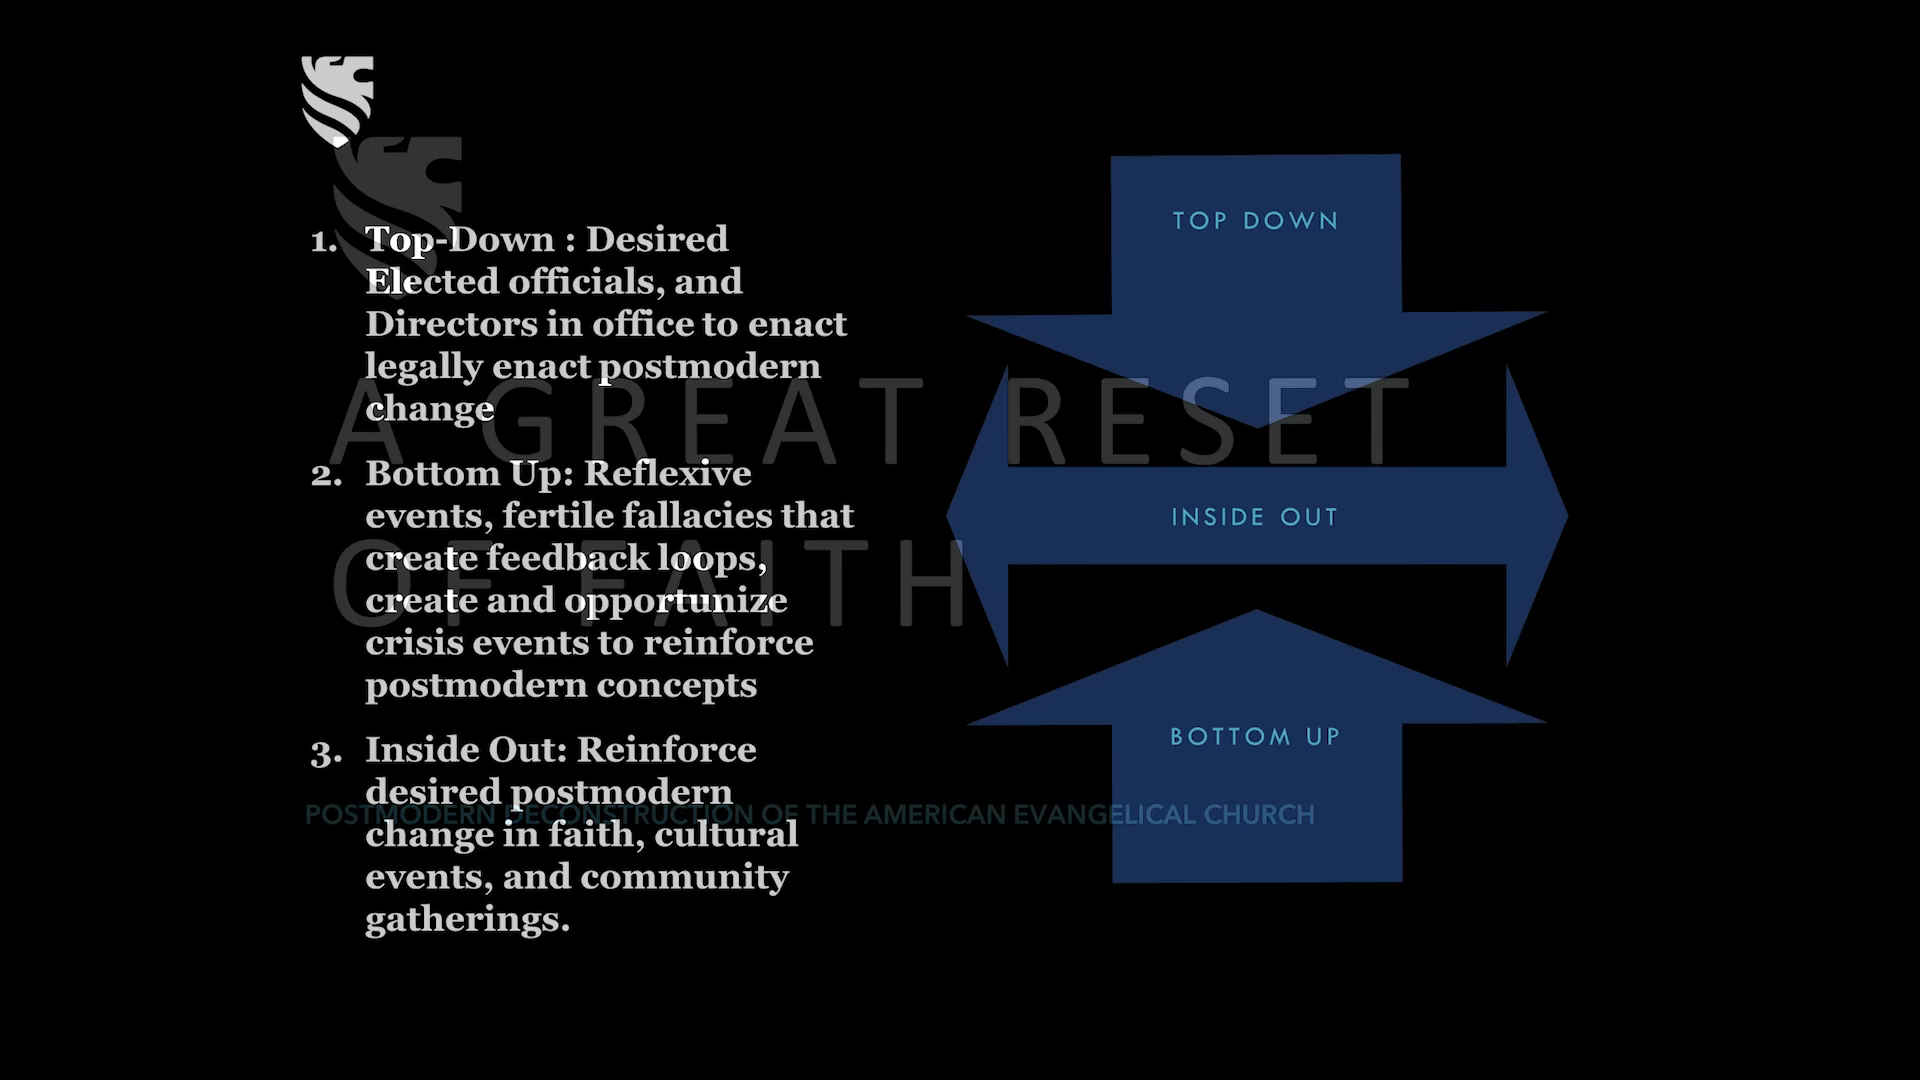 1. Top-Down : Desired
Elected officials, and
Directors in office to enact
legally enact postmodern
change
2. Bottom Up: Reflexive
events, fertile fallacies that
create feedback loops,
create and opportunize
crisis events to reinforce
postmodern concepts
3. Inside Out: Reinforce
desired postmodern
change in faith, cultural
events, and community
gatherings.
A GREAT RESET
OF FAITH
POSTMODERN DECONSTRUCTION OF THE AMERICAN EVANGELICAL CHURCH
TOP DOWN
INSIDE OUT
BOTTOM UP